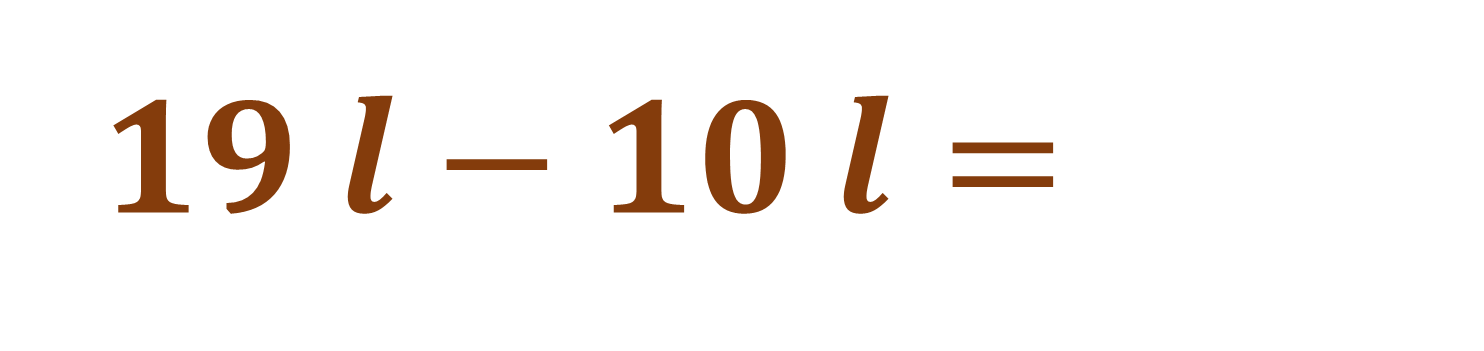 19 l – 10 l =